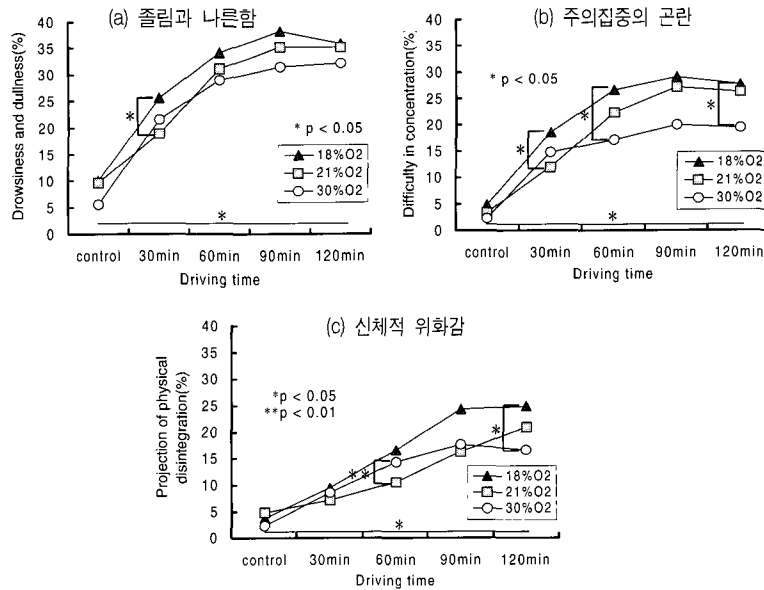 (a) 졸림과 나른함
Drowsiness and dullness(%)
40
35
30
25
20
15
10
5
0
*
* p < 0.05
18%O2
21%O2
30%O2
*
control 30min 60min 90min 120min
Driving time
(b) 주의집중의 곤란
Difficulty in concentration(%)
40
35
30
25
20
15
10
5
0
* p < 0.05
*
*
*
18%O2
21%O2
30%O2
*
control 30min 60min 90min 120min
Driving time
(c) 신체적 위화감
Projection of physical
disintegration(%)
40
35
30
25
20
15
10
5
0
*p < 0.05
**p < 0.01
**
*
18%O2
21%O2
30%O2
*
control 30min 60min 90min 120min
Driving time